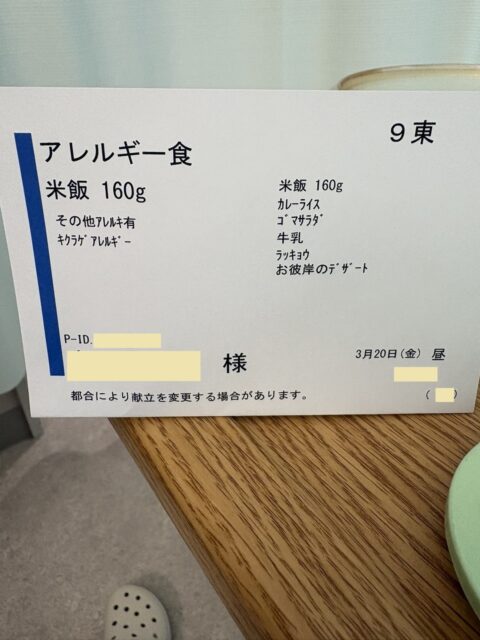 9東
アレルギー食
米飯 160g
その他ｱﾚﾙｷ有
ｷｸﾗｹﾞｱﾚﾙｷﾞｰ
米飯 160g
ｶﾚｰﾗｲｽ
ｺﾞﾏｻﾗﾀﾞ
牛乳
ﾗｯｷｮｳ
お彼岸のﾃﾞｻﾞｰﾄ
P-ID.
様
3月20日(金) 昼
( )
都合により献立を変更する場合があります。